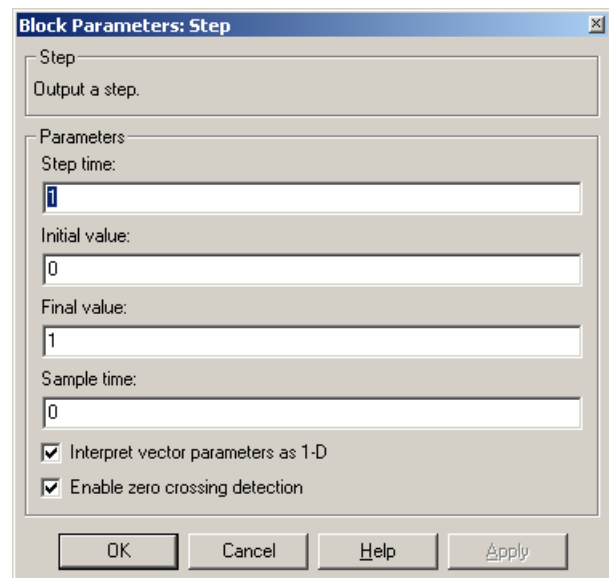 Block Parameters: Step
Step
Output a step.
Parameters
Step time:
1
Initial value:
0
Final value:
1
Sample time:
0
Interpret vector parameters as 1-D
Enable zero crossing detection
OK Cancel Help Apply